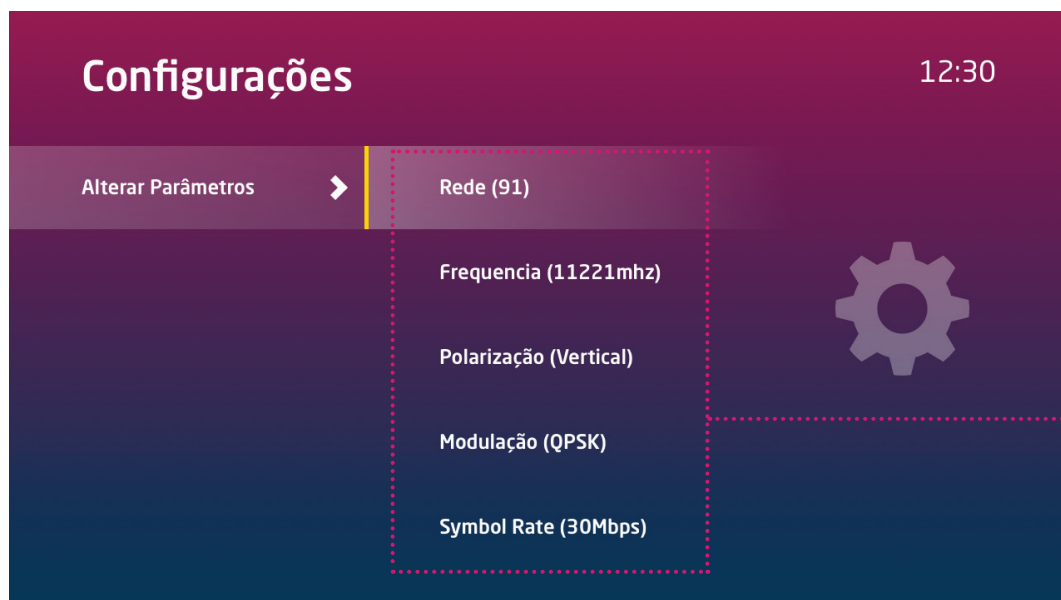 Configurações
12:30
Alterar Parâmetros
Rede (91)
Frequencia (11221mhz)
Polarização (Vertical)
Modulação (QPSK)
Symbol Rate (30Mbps)